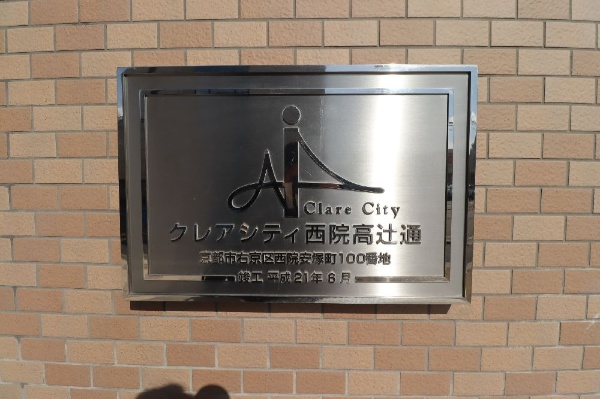 Clare City
クレアシティ西院高辻通
京都市右京区西院安塚町100番地
竣工 平成21年6月